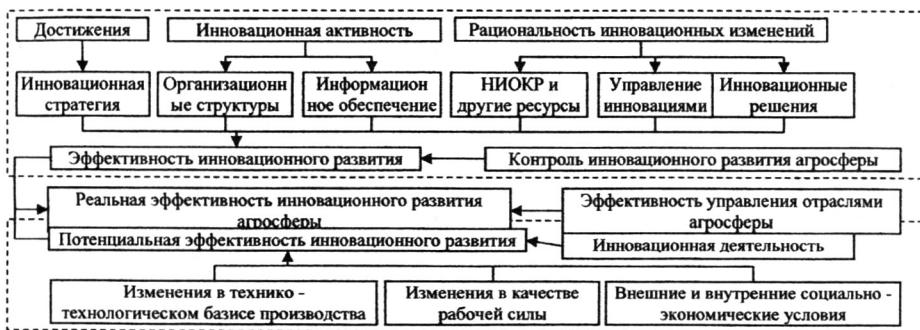 Достижения
Инновационная активность
Рациональность инновационных изменений
Инновационная
стратегия
Организационн
ые структуры
Информацион
ное обеспечение
НИОКР и
другие ресурсы
Управление
инновациями
Инновационные
решения
Эффективность инновационного развития
Контроль инновационного развития агросферы
Реальная эффективность инновационного развития
агросферы
Эффективность управления отраслями
агросферы
Потенциальная эффективность инновационного развития
Инновационная деятельность
Изменения в технико -
технологическом базисе производства
Изменения в качестве
рабочей силы
Внешние и внутренние социально -
экономические условия